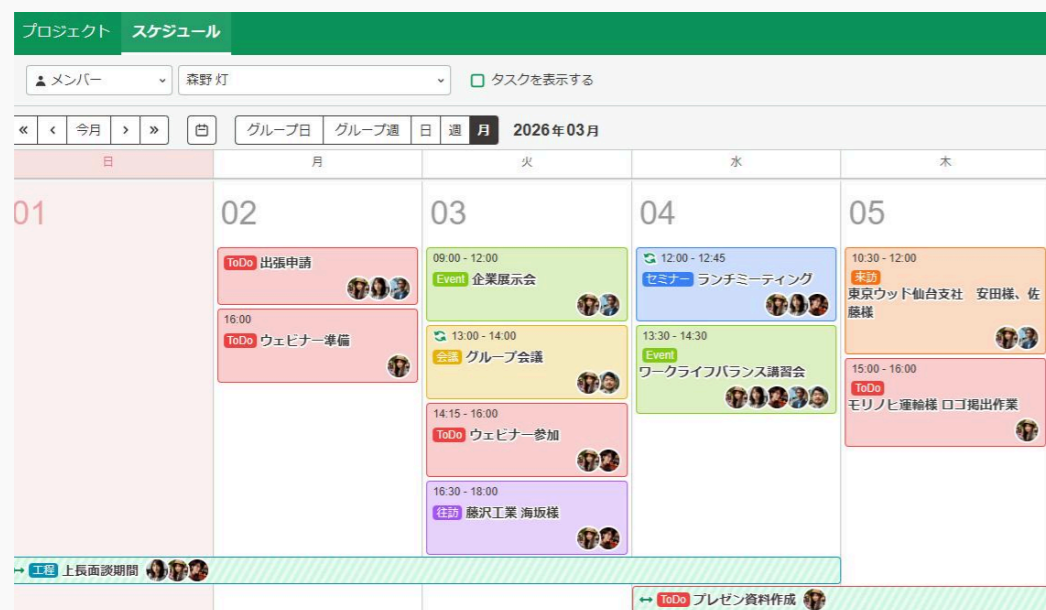 プロジェクト スケジュール
メンバー 森野 灯 タスクを表示する
« ‹ 今月 › » グループ日 グループ週 日 週 月 2026年03月
日 月 火 水 木
01 02 03 04 05
ToDo 出張申請
16:00
ToDo ウェビナー準備
09:00 - 12:00
Event 企業展示会
13:00 - 14:00
会議 グループ会議
14:15 - 16:00
ToDo ウェビナー参加
16:30 - 18:00
往訪 藤沢工業 海坂様
12:00 - 12:45
セミナー ランチミーティング
13:30 - 14:30
Event
ワークライフバランス講習会
10:30 - 12:00
来訪
東京ウッド仙台支社 安田様、佐
藤様
15:00 - 16:00
ToDo
モリノヒ運輸様 ロゴ掲出作業
工程 上長面談期間
ToDo プレゼン資料作成